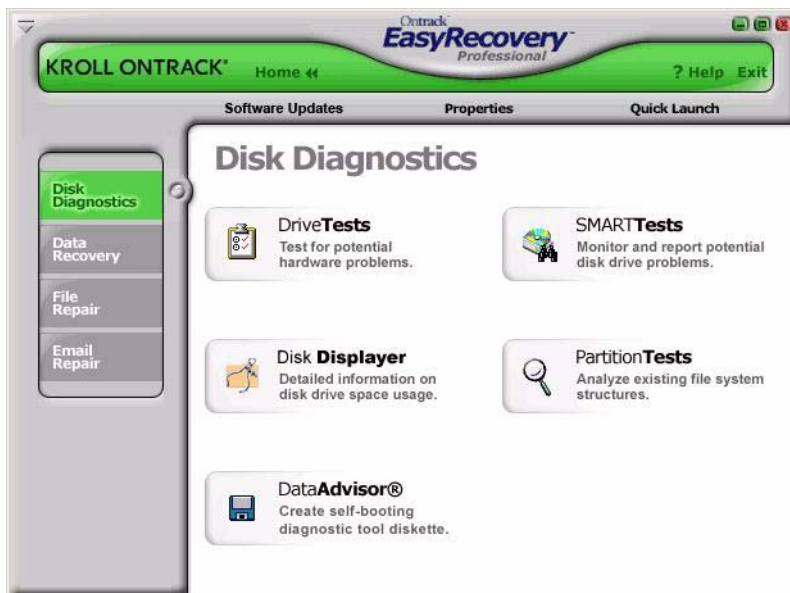 Ontrack®
EasyRecovery™
Professional
KROLL ONTRACK®
Home
? Help Exit
Software Updates
Properties
Quick Launch
Disk Diagnostics
Disk
Diagnostics
Data
Recovery
File
Repair
Email
Repair
DriveTests
Test for potential
hardware problems.
SMARTTests
Monitor and report potential
disk drive problems.
Disk Displayer
Detailed information on
disk drive space usage.
PartitionTests
Analyze existing file system
structures.
DataAdvisor®
Create self-booting
diagnostic tool diskette.